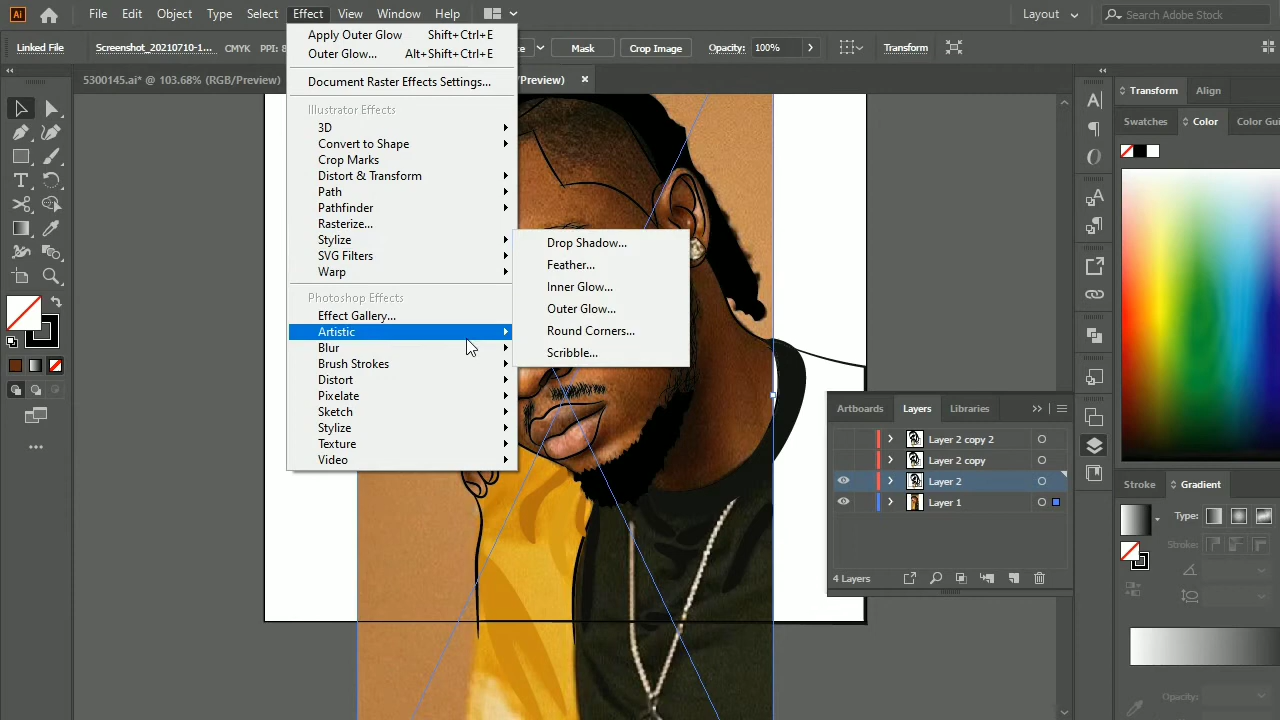 Ai File Edit Object Type Select Effect View Window Help Layout Search Adobe Stock
Linked File Screenshot_20210710-1... CMYK PPI: 8 Mask Crop Image Opacity: 100% Transform
5300145.ai* @ 103.68% (RGB/Preview) /Preview)
Apply Outer Glow Shift+Ctrl+E
Outer Glow... Alt+Shift+Ctrl+E
Document Raster Effects Settings...
Illustrator Effects
3D
Convert to Shape
Crop Marks
Distort & Transform
Path
Pathfinder
Rasterize...
Stylize
SVG Filters
Warp
Photoshop Effects
Effect Gallery...
Artistic
Blur
Brush Strokes
Distort
Pixelate
Sketch
Stylize
Texture
Video
Drop Shadow...
Feather...
Inner Glow...
Outer Glow...
Round Corners...
Scribble...
Transform Align
Swatches Color Color Gui
Artboards Layers Libraries
Layer 2 copy 2
Layer 2 copy
Layer 2
Layer 1
4 Layers
Stroke Gradient
Type:
Stroke:
Opacity: